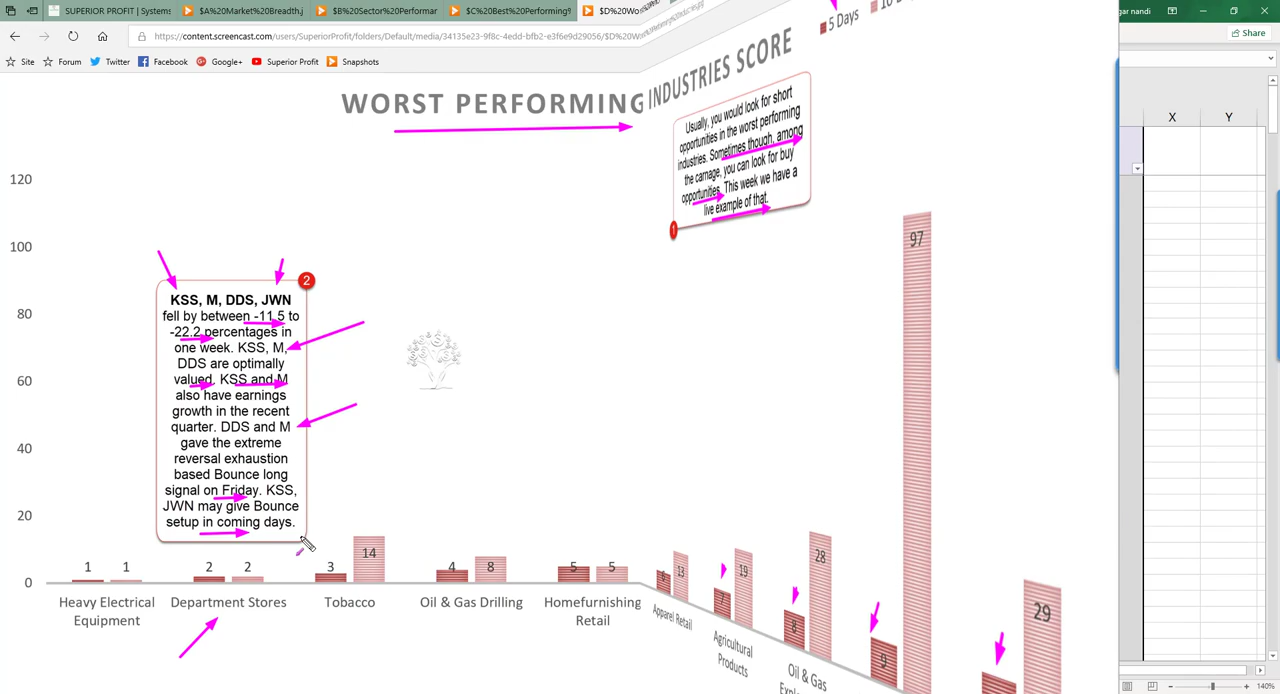 SUPERIOR PROFIT | Systems
$A%20Market%20Breadth.j
$B%20Sector%20Performar
$C%20Best%20Performing9
$D%20Wo
gar nandi
https://content.screencast.com/users/SuperiorProfit/folders/Default/media/34135e23-9f8c-4edd-bfb2-e3f6e9d29056/$D%20W
Share
Site
Forum
Twitter
Facebook
Google+
Superior Profit
Snapshots
5 Days
WORST PERFORMING INDUSTRIES SCORE
Usually, you would look for short
opportunities in the worst performing
industries. Sometimes though, among
the carnage, you can look for buy
opportunities. This week we have a
live example of that.
1
X Y
120
100
80
60
40
20
0
2
KSS, M, DDS, JWN
fell by between -11.5 to
-22.2 percentages in
one week. KSS, M,
DDS are optimally
valued. KSS and M
also have earnings
growth in the recent
quarter. DDS and M
gave the extreme
reversal exhaustion
based Bounce long
signal on Friday. KSS,
JWN may give Bounce
setup in coming days.
1 1
2 2
3 14
4 8
5 5
6 13
7 19
8 28
9 97
29
Heavy Electrical
Equipment
Department Stores
Tobacco
Oil & Gas Drilling
Homefurnishing
Retail
Apparel Retail
Agricultural
Products
Oil & Gas
140%